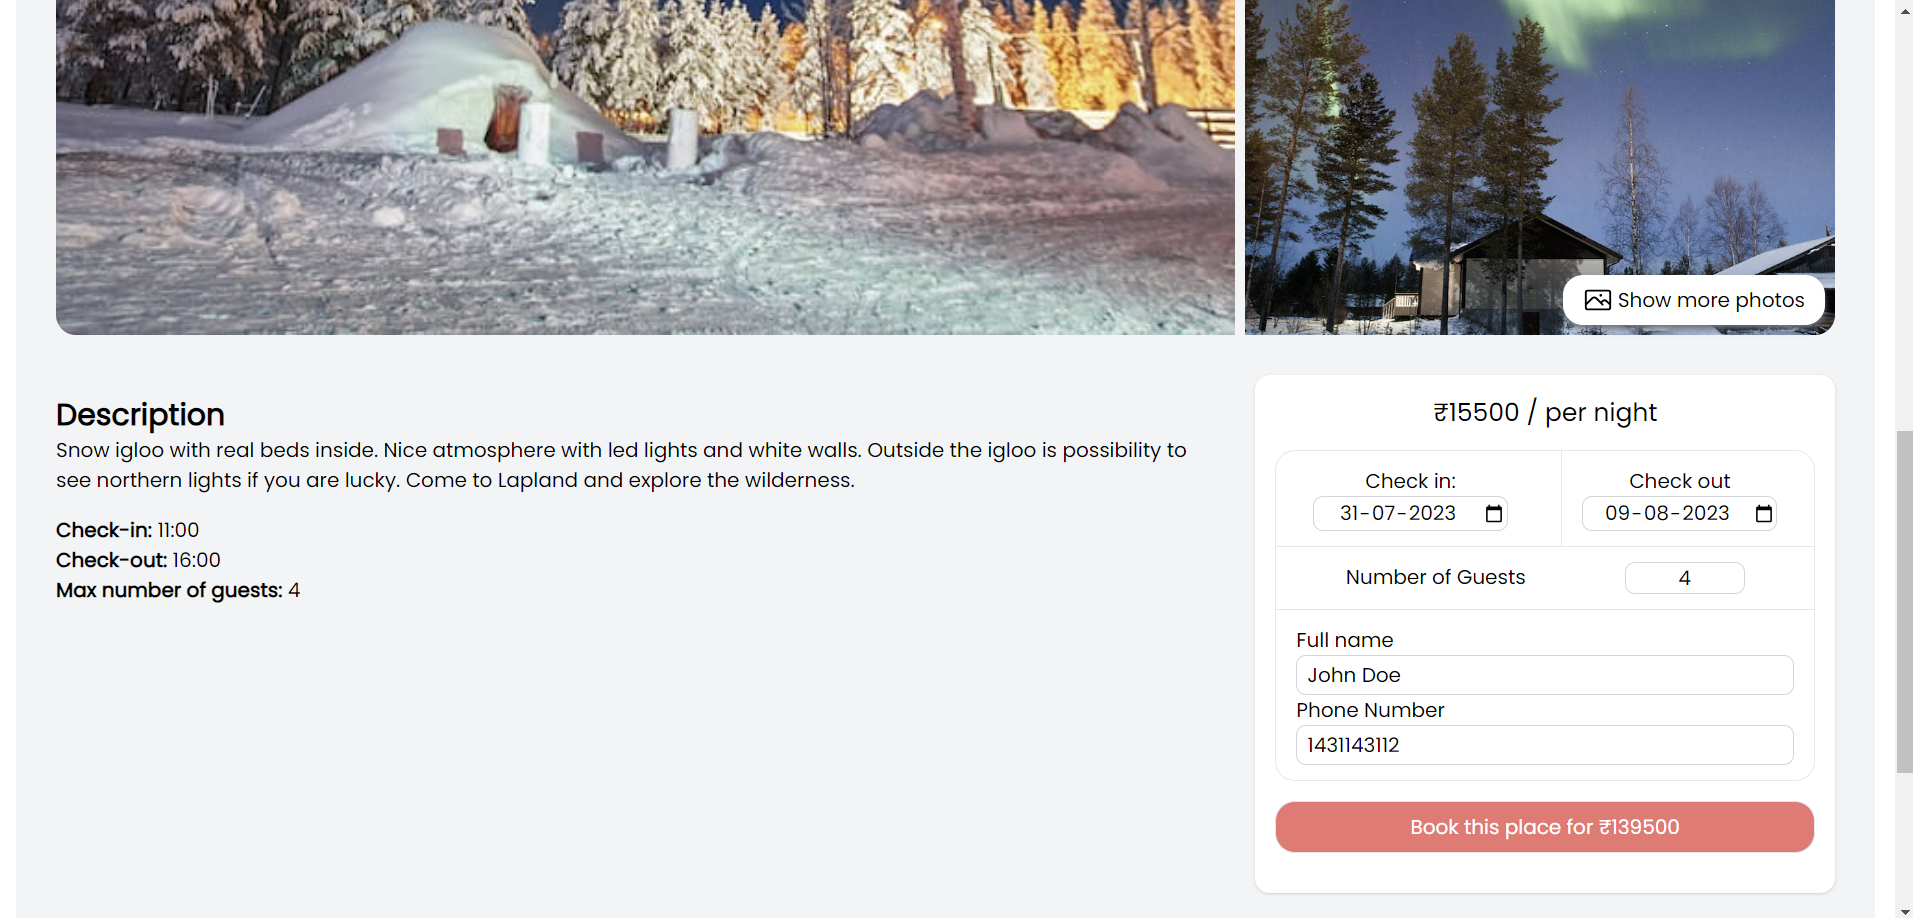 Show more photos
Description
Snow igloo with real beds inside. Nice atmosphere with led lights and white walls. Outside the igloo is possibility to
see northern lights if you are lucky. Come to Lapland and explore the wilderness.
Check-in: 11:00
Check-out: 16:00
Max number of guests: 4
₹15500 / per night
Check in:
31-07-2023
Check out
09-08-2023
Number of Guests
4
Full name
John Doe
Phone Number
1431143112
Book this place for ₹139500